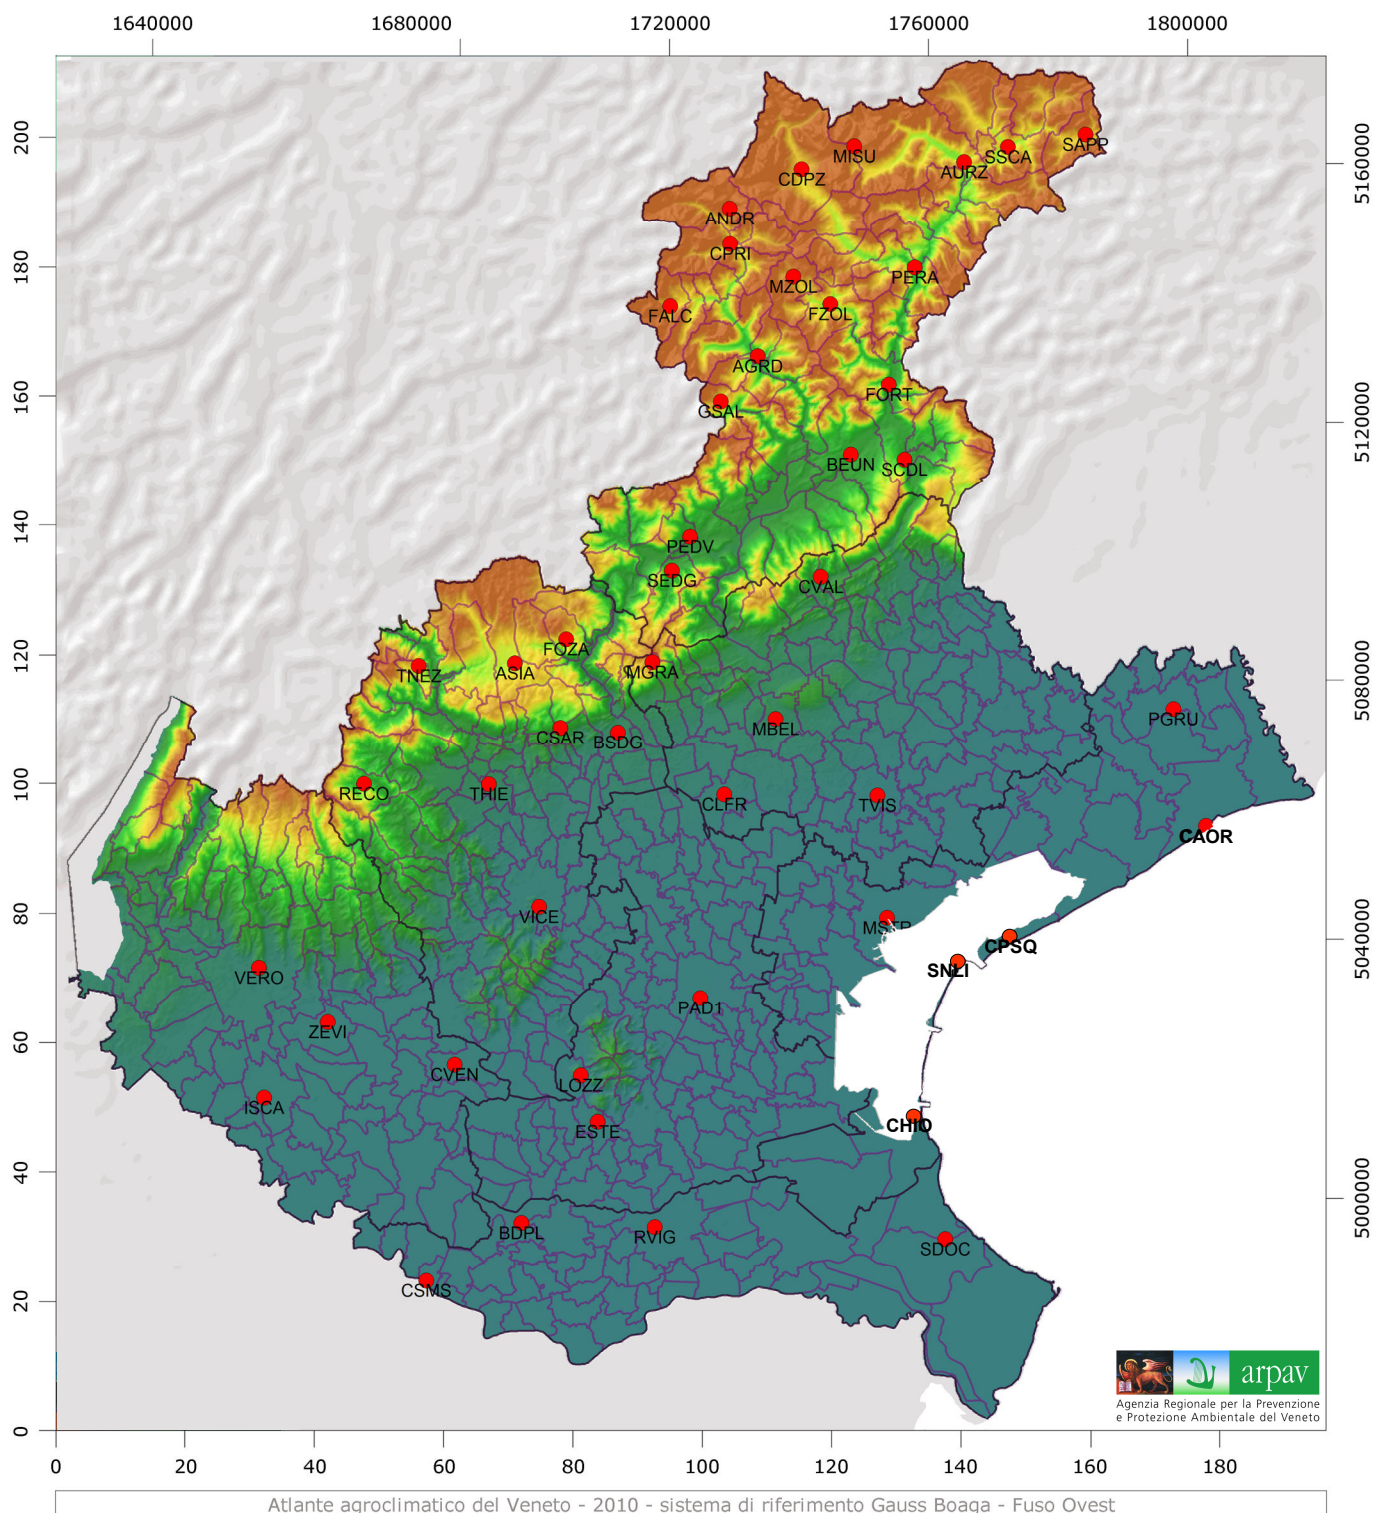 1640000 1680000 1720000 1760000 1800000
200
180
160
140
120
100
80
60
40
20
0
5160000
5120000
5080000
5040000
5000000
SAPP
MISU
SSCA
AURZ
CDPZ
ANDR
CPRI
PERA
MZOL
FZOL
FALC
AGRD
FORT
GSAL
BEUN
SCDL
PEDV
SEDG
CVAL
FOZA
TNEZ
ASIA
MGRA
PGRU
MBEL
CSAR
BSDG
RECO
THIE
CLFR
TVIS
CAOR
VICE
MSTR
CPSQ
SNLI
VERO
PAD1
ZEVI
CVEN
LOZZ
ISCA
CHIO
ESTE
BDPL
RVIG
SDOC
CSMS
arpav
Agenzia Regionale per la Prevenzione
e Protezione Ambientale del Veneto
0 20 40 60 80 100 120 140 160 180
Atlante agroclimatico del Veneto - 2010 - sistema di riferimento Gauss Boaga - Fuso Ovest